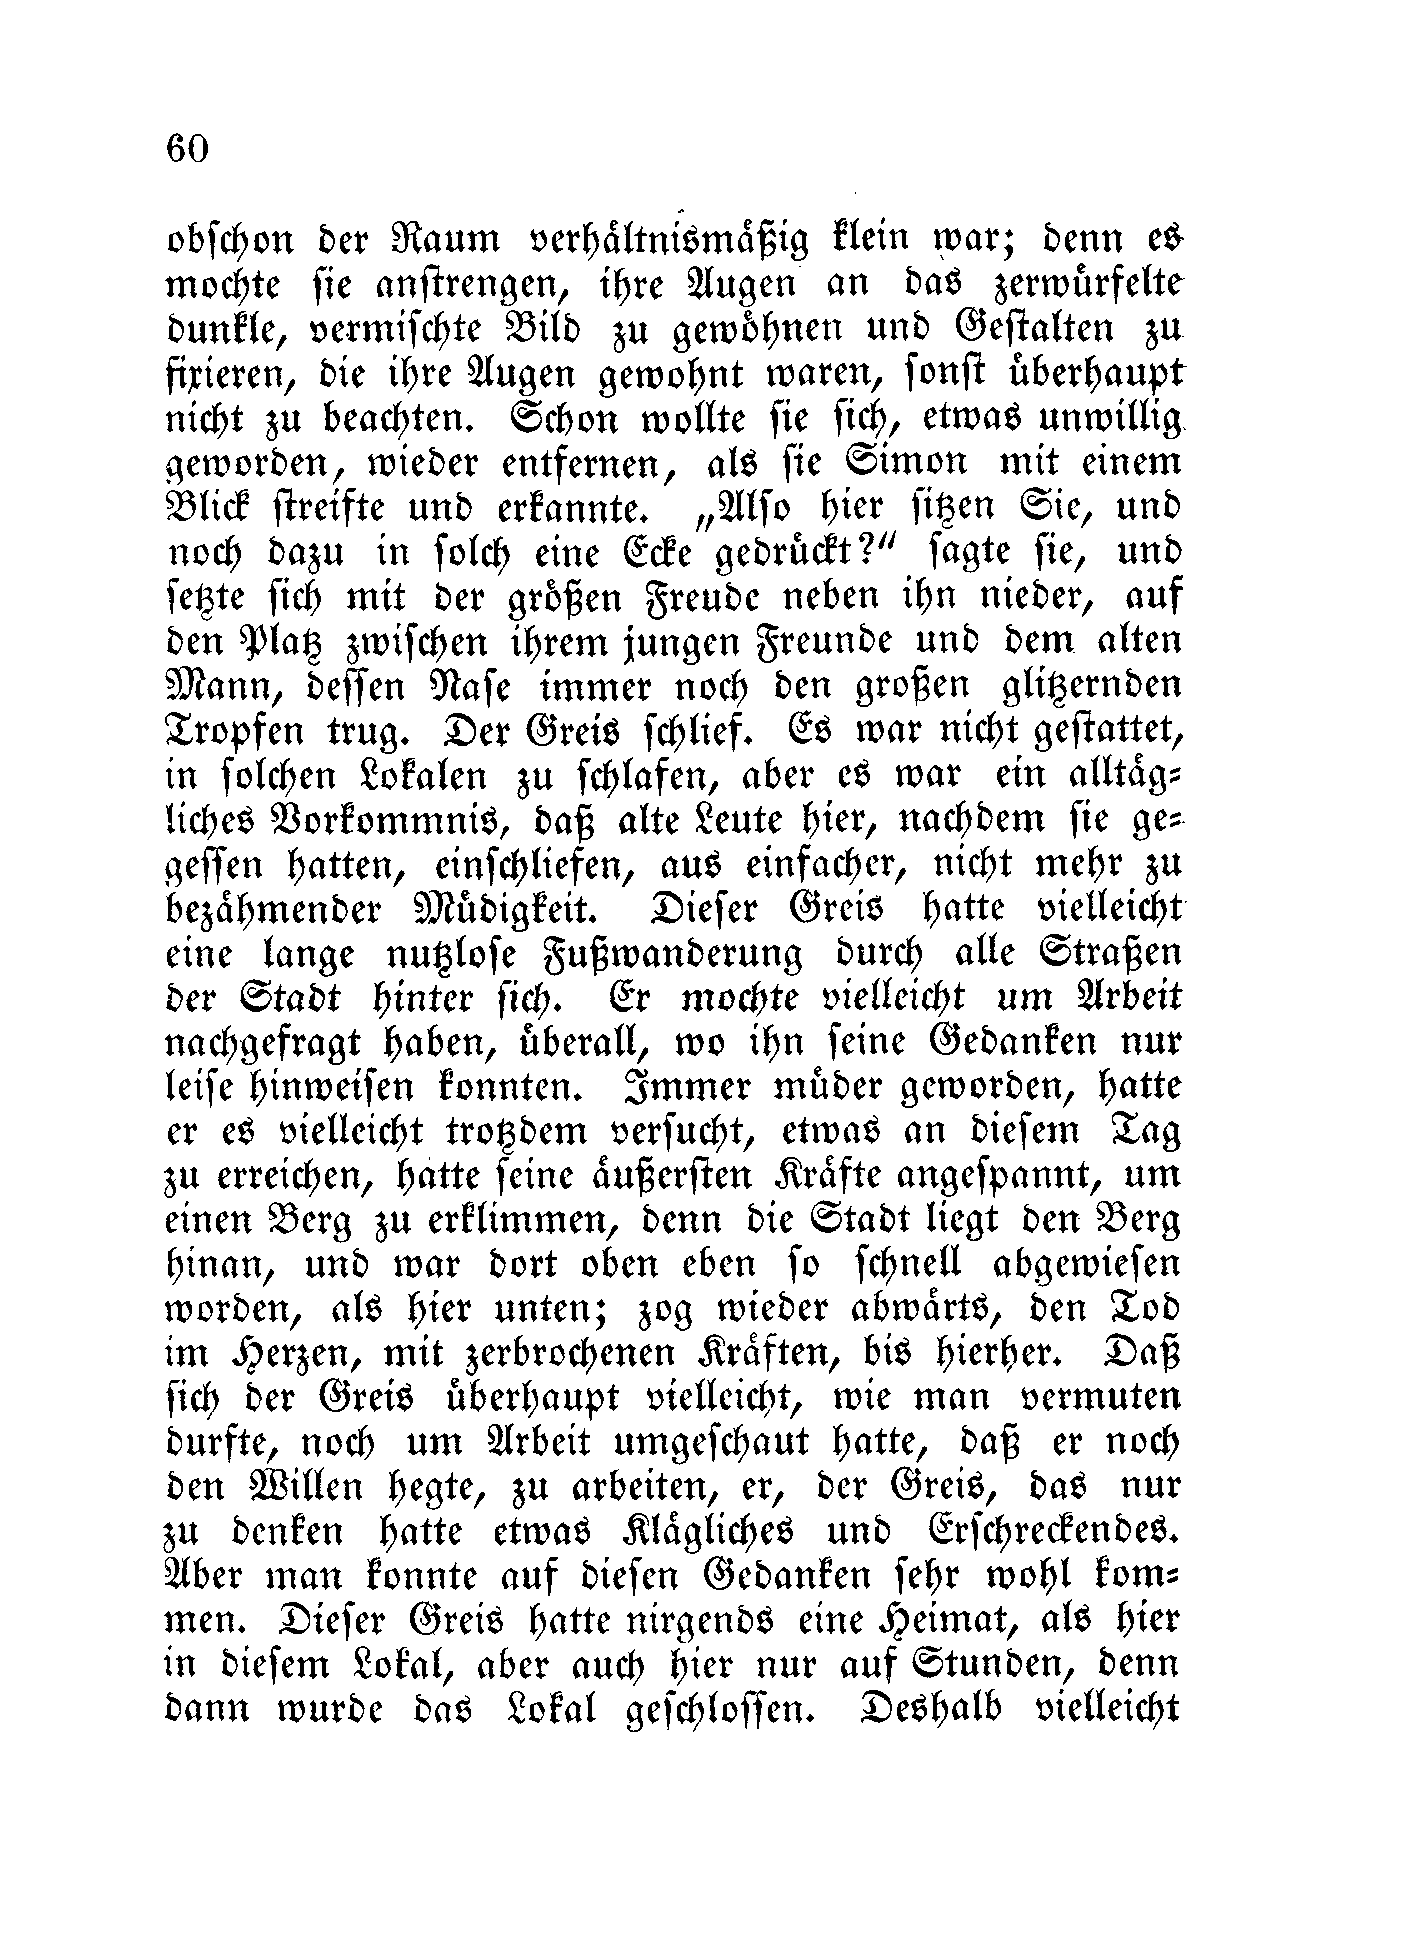 60
obschon der Raum verhältnismäßig klein war; denn es
mochte sie anstrengen, ihre Augen an das zerwürfelte
dunkle, vermischte Bild zu gewöhnen und Gestalten zu
fixieren, die ihre Augen gewohnt waren, sonst überhaupt
nicht zu beachten. Schon wollte sie sich, etwas unwillig
geworden, wieder entfernen, als sie Simon mit einem
Blick streifte und erkannte. „Also hier sitzen Sie, und
noch dazu in solch eine Ecke gedrückt?“ sagte sie, und
setzte sich mit der größen Freude neben ihn nieder, auf
den Platz zwischen ihrem jungen Freunde und dem alten
Mann, dessen Nase immer noch den großen glitzernden
Tropfen trug. Der Greis schlief. Es war nicht gestattet,
in solchen Lokalen zu schlafen, aber es war ein alltäg-
liches Vorkommnis, daß alte Leute hier, nachdem sie ge-
gessen hatten, einschliefen, aus einfacher, nicht mehr zu
bezähmender Müdigkeit. Dieser Greis hatte vielleicht
eine lange nutzlose Fußwanderung durch alle Straßen
der Stadt hinter sich. Er mochte vielleicht um Arbeit
nachgefragt haben, überall, wo ihn seine Gedanken nur
leise hinweisen konnten. Immer müder geworden, hatte
er es vielleicht trotzdem versucht, etwas an diesem Tag
zu erreichen, hatte seine äußersten Kräfte angespannt, um
einen Berg zu erklimmen, denn die Stadt liegt den Berg
hinan, und war dort oben eben so schnell abgewiesen
worden, als hier unten; zog wieder abwärts, den Tod
im Herzen, mit zerbrochenen Kräften, bis hierher. Daß
sich der Greis überhaupt vielleicht, wie man vermuten
durfte, noch um Arbeit umgeschaut hatte, daß er noch
den Willen hegte, zu arbeiten, er, der Greis, das nur
zu denken hatte etwas Klägliches und Erschreckendes.
Aber man konnte auf diesen Gedanken sehr wohl kom-
men. Dieser Greis hatte nirgends eine Heimat, als hier
in diesem Lokal, aber auch hier nur auf Stunden, denn
dann wurde das Lokal geschlossen. Deshalb vielleicht